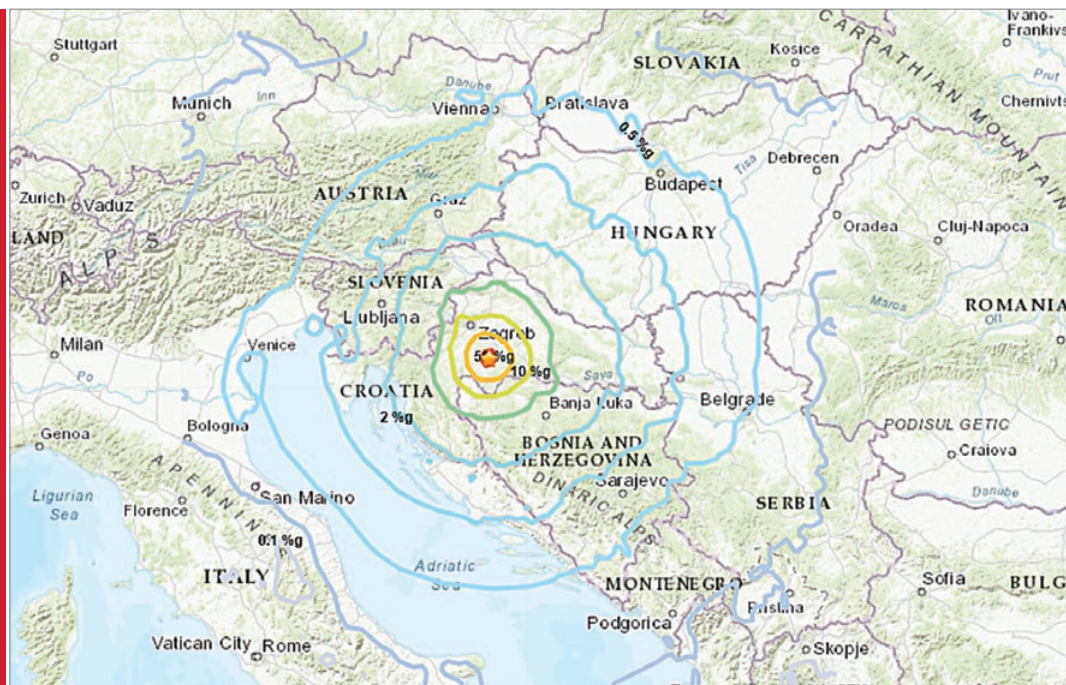 Ivano-
Frankivs
Stuttgart
Kosice
SLOVAKIA
CARPATHIAN MOUNTAIN
Prut
Danube
Inn
Munich
Vienna
Bratislava
Chernivts
0.5 %g
Debrecen
Tisa
Zurich
Vaduz
AUSTRIA
Mur
Budapest
Graz
LAND
ALPS
Oradea
Cluj-Napoca
HUNGARY
Drau
SLOVENIA
Maros
ROMANIA
Ljubljana
Zagreb
Olt
Milan
Venice
10 %g
Sava
Po
CROATIA
Banja Luka
Belgrade
2 %g
PODISUL GETIC
Bologna
Genoa
BOSNIA AND
HERZEGOVINA
Craiova
APENNINE
DINARIC ALPS
Sarajevo
Ligurian
Sea
San Marino
Danube
Florence
SERBIA
0.1 %g
Adriatic
Sea
ITALY
MONTENEGRO
Sofia
BULG
Pristina
Podgorica
Vatican City
Rome
Skopje